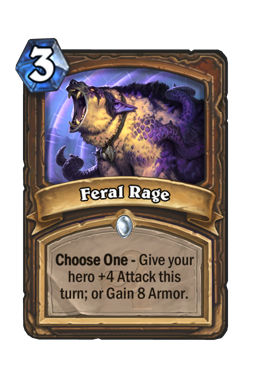 3
Feral Rage
Choose One - Give your
hero +4 Attack this
turn; or Gain 8 Armor.